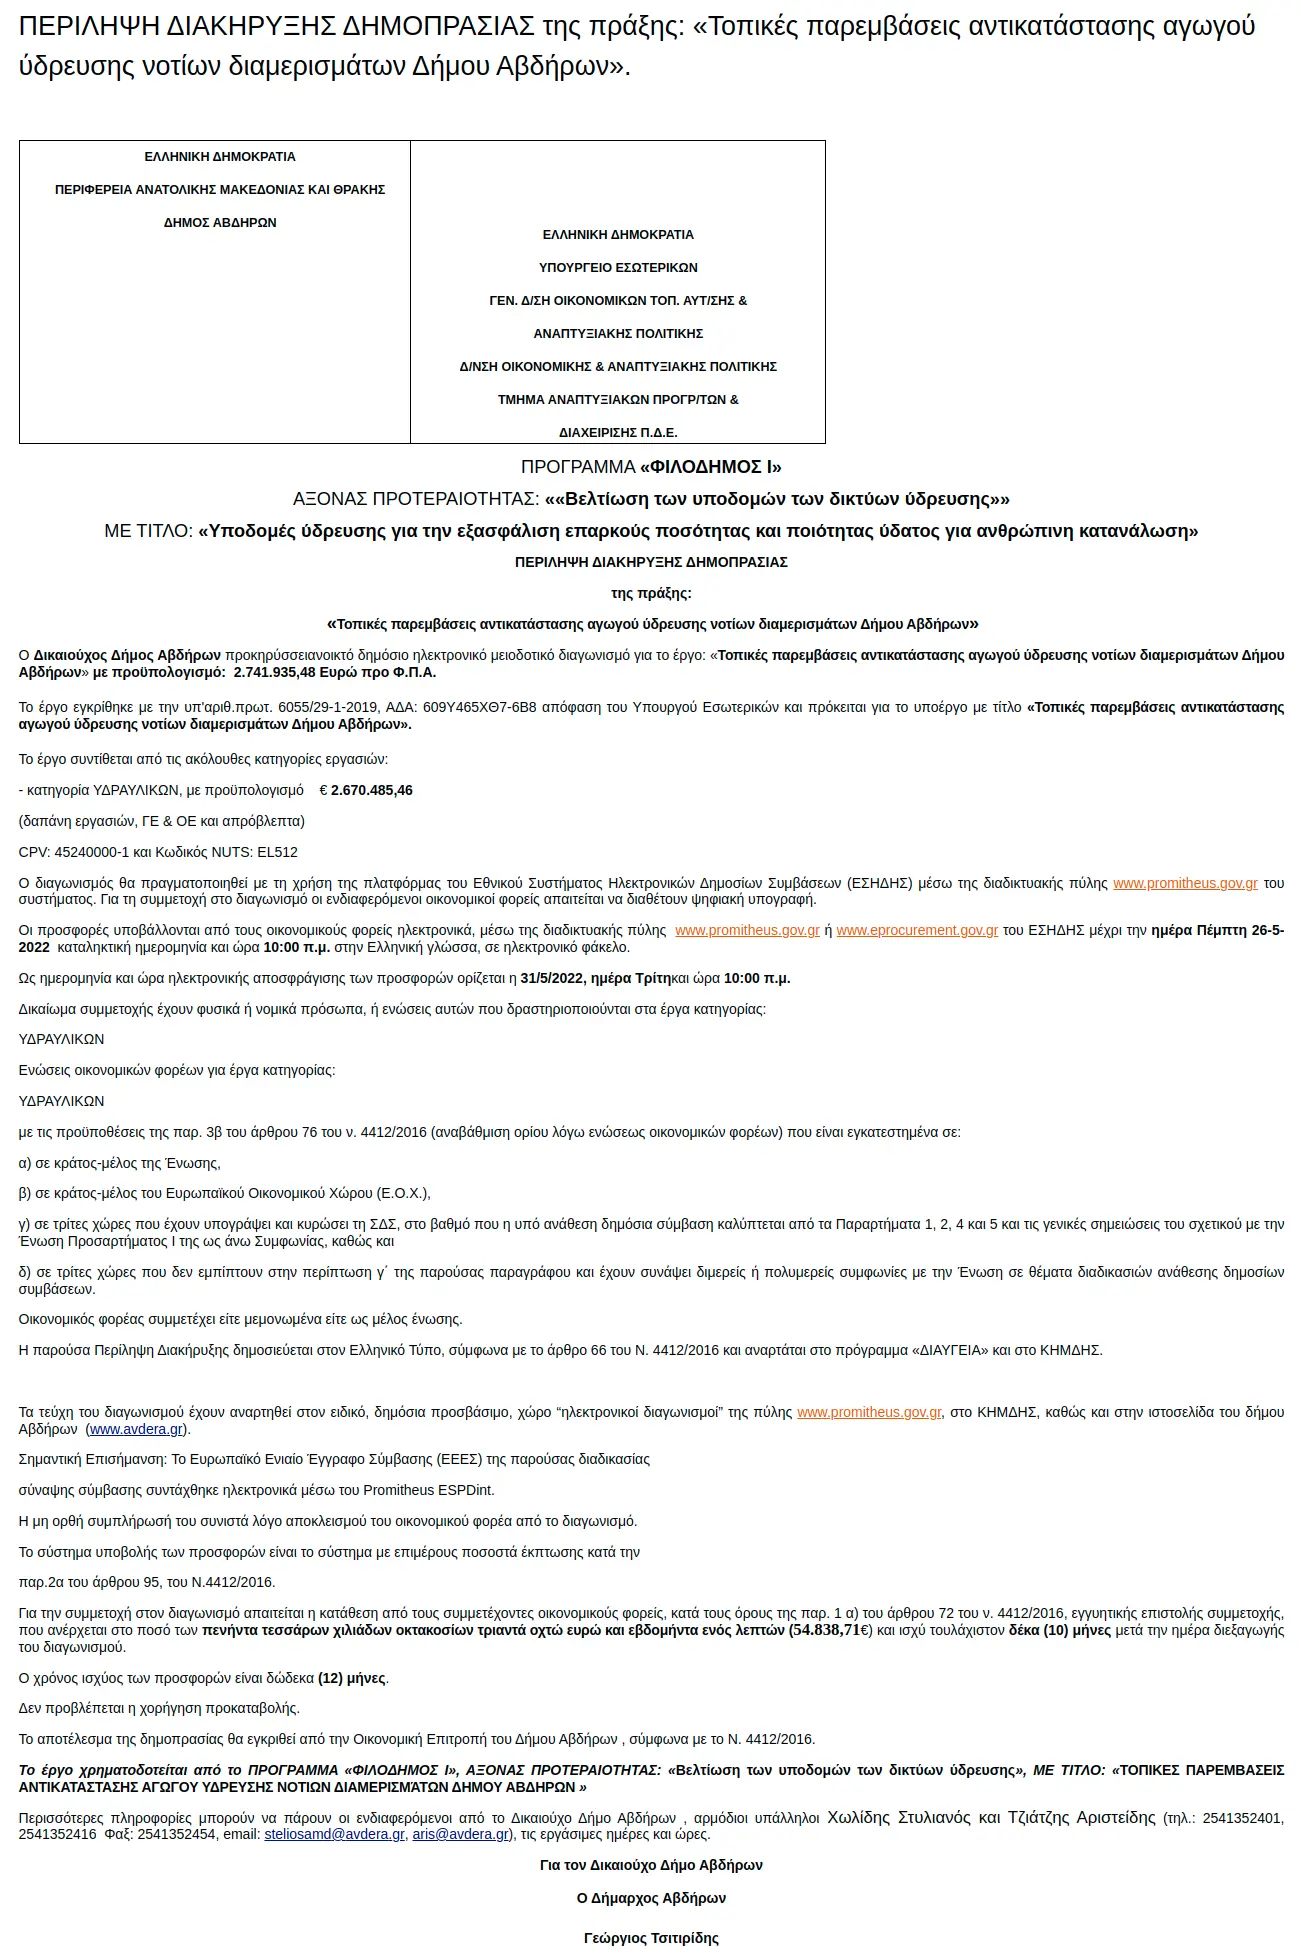 ΠΕΡΙΛΗΨΗ ΔΙΑΚΗΡΥΞΗΣ ΔΗΜΟΠΡΑΣΙΑΣ της πράξης: «Τοπικές παρεμβάσεις αντικατάστασης αγωγού
ύδρευσης νοτίων διαμερισμάτων Δήμου Αβδήρων».
ΕΛΛΗΝΙΚΗ ΔΗΜΟΚΡΑΤΙΑ
ΠΕΡΙΦΕΡΕΙΑ ΑΝΑΤΟΛΙΚΗΣ ΜΑΚΕΔΟΝΙΑΣ ΚΑΙ ΘΡΑΚΗΣ
ΔΗΜΟΣ ΑΒΔΗΡΩΝ
ΕΛΛΗΝΙΚΗ ΔΗΜΟΚΡΑΤΙΑ
ΥΠΟΥΡΓΕΙΟ ΕΣΩΤΕΡΙΚΩΝ
ΓΕΝ. Δ/ΣΗ ΟΙΚΟΝΟΜΙΚΩΝ ΤΟΠ. ΑΥΤ/ΣΗΣ &
ΑΝΑΠΤΥΞΙΑΚΗΣ ΠΟΛΙΤΙΚΗΣ
Δ/ΝΣΗ ΟΙΚΟΝΟΜΙΚΗΣ & ΑΝΑΠΤΥΞΙΑΚΗΣ ΠΟΛΙΤΙΚΗΣ
ΤΜΗΜΑ ΑΝΑΠΤΥΞΙΑΚΩΝ ΠΡΟΓΡ/ΤΩΝ &
ΔΙΑΧΕΙΡΙΣΗΣ Π.Δ.Ε.
ΠΡΟΓΡΑΜΜΑ «ΦΙΛΟΔΗΜΟΣ Ι»
ΑΞΟΝΑΣ ΠΡΟΤΕΡΑΙΟΤΗΤΑΣ: ««Βελτίωση των υποδομών των δικτύων ύδρευσης»»
ΜΕ ΤΙΤΛΟ: «Υποδομές ύδρευσης για την εξασφάλιση επαρκούς ποσότητας και ποιότητας ύδατος για ανθρώπινη κατανάλωση»
ΠΕΡΙΛΗΨΗ ΔΙΑΚΗΡΥΞΗΣ ΔΗΜΟΠΡΑΣΙΑΣ
της πράξης:
«Τοπικές παρεμβάσεις αντικατάστασης αγωγού ύδρευσης νοτίων διαμερισμάτων Δήμου Αβδήρων»
Ο Δικαιούχος Δήμος Αβδήρων προκηρύσσειανοικτό δημόσιο ηλεκτρονικό μειοδοτικό διαγωνισμό για το έργο: «Τοπικές παρεμβάσεις αντικατάστασης αγωγού ύδρευσης νοτίων διαμερισμάτων Δήμου
Αβδήρων» με προϋπολογισμό:  2.741.935,48 Ευρώ προ Φ.Π.Α.
Το έργο εγκρίθηκε με την υπ'αριθ.πρωτ. 6055/29-1-2019, ΑΔΑ: 609Υ465ΧΘ7-6Β8 απόφαση του Υπουργού Εσωτερικών και πρόκειται για το υποέργο με τίτλο «Τοπικές παρεμβάσεις αντικατάστασης
αγωγού ύδρευσης νοτίων διαμερισμάτων Δήμου Αβδήρων».
Το έργο συντίθεται από τις ακόλουθες κατηγορίες εργασιών:
- κατηγορία ΥΔΡΑΥΛΙΚΩΝ, με προϋπολογισμό    € 2.670.485,46
(δαπάνη εργασιών, ΓΕ & ΟΕ και απρόβλεπτα)
CPV: 45240000-1 και Κωδικός NUTS: EL512
Ο διαγωνισμός θα πραγματοποιηθεί με τη χρήση της πλατφόρμας του Εθνικού Συστήματος Ηλεκτρονικών Δημοσίων Συμβάσεων (ΕΣΗΔΗΣ) μέσω της διαδικτυακής πύλης www.promitheus.gov.gr του
συστήματος. Για τη συμμετοχή στο διαγωνισμό οι ενδιαφερόμενοι οικονομικοί φορείς απαιτείται να διαθέτουν ψηφιακή υπογραφή.
Οι προσφορές υποβάλλονται από τους οικονομικούς φορείς ηλεκτρονικά, μέσω της διαδικτυακής πύλης  www.promitheus.gov.gr ή www.eprocurement.gov.gr του ΕΣΗΔΗΣ μέχρι την ημέρα Πέμπτη 26-5-
2022  καταληκτική ημερομηνία και ώρα 10:00 π.μ. στην Ελληνική γλώσσα, σε ηλεκτρονικό φάκελο.
Ως ημερομηνία και ώρα ηλεκτρονικής αποσφράγισης των προσφορών ορίζεται η 31/5/2022, ημέρα Τρίτηκαι ώρα 10:00 π.μ.
Δικαίωμα συμμετοχής έχουν φυσικά ή νομικά πρόσωπα, ή ενώσεις αυτών που δραστηριοποιούνται στα έργα κατηγορίας:
ΥΔΡΑΥΛΙΚΩΝ
Ενώσεις οικονομικών φορέων για έργα κατηγορίας:
ΥΔΡΑΥΛΙΚΩΝ
με τις προϋποθέσεις της παρ. 3β του άρθρου 76 του ν. 4412/2016 (αναβάθμιση ορίου λόγω ενώσεως οικονομικών φορέων) που είναι εγκατεστημένα σε:
α) σε κράτος-μέλος της Ένωσης,
β) σε κράτος-μέλος του Ευρωπαϊκού Οικονομικού Χώρου (Ε.Ο.Χ.),
γ) σε τρίτες χώρες που έχουν υπογράψει και κυρώσει τη ΣΔΣ, στο βαθμό που η υπό ανάθεση δημόσια σύμβαση καλύπτεται από τα Παραρτήματα 1, 2, 4 και 5 και τις γενικές σημειώσεις του σχετικού με την
Ένωση Προσαρτήματος Ι της ως άνω Συμφωνίας, καθώς και
δ) σε τρίτες χώρες που δεν εμπίπτουν στην περίπτωση γ΄ της παρούσας παραγράφου και έχουν συνάψει διμερείς ή πολυμερείς συμφωνίες με την Ένωση σε θέματα διαδικασιών ανάθεσης δημοσίων
συμβάσεων.
Οικονομικός φορέας συμμετέχει είτε μεμονωμένα είτε ως μέλος ένωσης.
Η παρούσα Περίληψη Διακήρυξης δημοσιεύεται στον Ελληνικό Τύπο, σύμφωνα με το άρθρο 66 του Ν. 4412/2016 και αναρτάται στο πρόγραμμα «ΔΙΑΥΓΕΙΑ» και στο ΚΗΜΔΗΣ.
Τα τεύχη του διαγωνισμού έχουν αναρτηθεί στον ειδικό, δημόσια προσβάσιμο, χώρο “ηλεκτρονικοί διαγωνισμοί” της πύλης www.promitheus.gov.gr, στο ΚΗΜΔΗΣ, καθώς και στην ιστοσελίδα του δήμου
Αβδήρων  (www.avdera.gr).
Σημαντική Επισήμανση: Το Ευρωπαϊκό Ενιαίο Έγγραφο Σύμβασης (ΕΕΕΣ) της παρούσας διαδικασίας
σύναψης σύμβασης συντάχθηκε ηλεκτρονικά μέσω του Promitheus ESPDint.
Η μη ορθή συμπλήρωσή του συνιστά λόγο αποκλεισμού του οικονομικού φορέα από το διαγωνισμό.
Το σύστημα υποβολής των προσφορών είναι το σύστημα με επιμέρους ποσοστά έκπτωσης κατά την
παρ.2α του άρθρου 95, του Ν.4412/2016.
Για την συμμετοχή στον διαγωνισμό απαιτείται η κατάθεση από τους συμμετέχοντες οικονομικούς φορείς, κατά τους όρους της παρ. 1 α) του άρθρου 72 του ν. 4412/2016, εγγυητικής επιστολής συμμετοχής,
που ανέρχεται στο ποσό των πενήντα τεσσάρων χιλιάδων οκτακοσίων τριαντά οχτώ ευρώ και εβδομήντα ενός λεπτών (54.838,71€) και ισχύ τουλάχιστον δέκα (10) μήνες μετά την ημέρα διεξαγωγής
του διαγωνισμού.
Ο χρόνος ισχύος των προσφορών είναι δώδεκα (12) μήνες.
Δεν προβλέπεται η χορήγηση προκαταβολής.
Το αποτέλεσμα της δημοπρασίας θα εγκριθεί από την Οικονομική Επιτροπή του Δήμου Αβδήρων , σύμφωνα με το Ν. 4412/2016.
Το έργο χρηματοδοτείται από το ΠΡΟΓΡΑΜΜΑ «ΦΙΛΟΔΗΜΟΣ Ι», ΑΞΟΝΑΣ ΠΡΟΤΕΡΑΙΟΤΗΤΑΣ: «Βελτίωση των υποδομών των δικτύων ύδρευσης», ΜΕ ΤΙΤΛΟ: «ΤΟΠΙΚΕΣ ΠΑΡΕΜΒΑΣΕΙΣ
ΑΝΤΙΚΑΤΑΣΤΑΣΗΣ ΑΓΩΓΟΥ ΥΔΡΕΥΣΗΣ ΝΟΤΙΩΝ ΔΙΑΜΕΡΙΣΜΆΤΩΝ ΔΗΜΟΥ ΑΒΔΗΡΩΝ »
Περισσότερες πληροφορίες μπορούν να πάρουν οι ενδιαφερόμενοι από το Δικαιούχο Δήμο Αβδήρων , αρμόδιοι υπάλληλοι Χωλίδης Στυλιανός και Τζιάτζης Αριστείδης (τηλ.: 2541352401,
2541352416  Φαξ: 2541352454, email: steliosamd@avdera.gr, aris@avdera.gr), τις εργάσιμες ημέρες και ώρες.
Για τον Δικαιούχο Δήμο Αβδήρων
Ο Δήμαρχος Αβδήρων
Γεώργιος Τσιτιρίδης